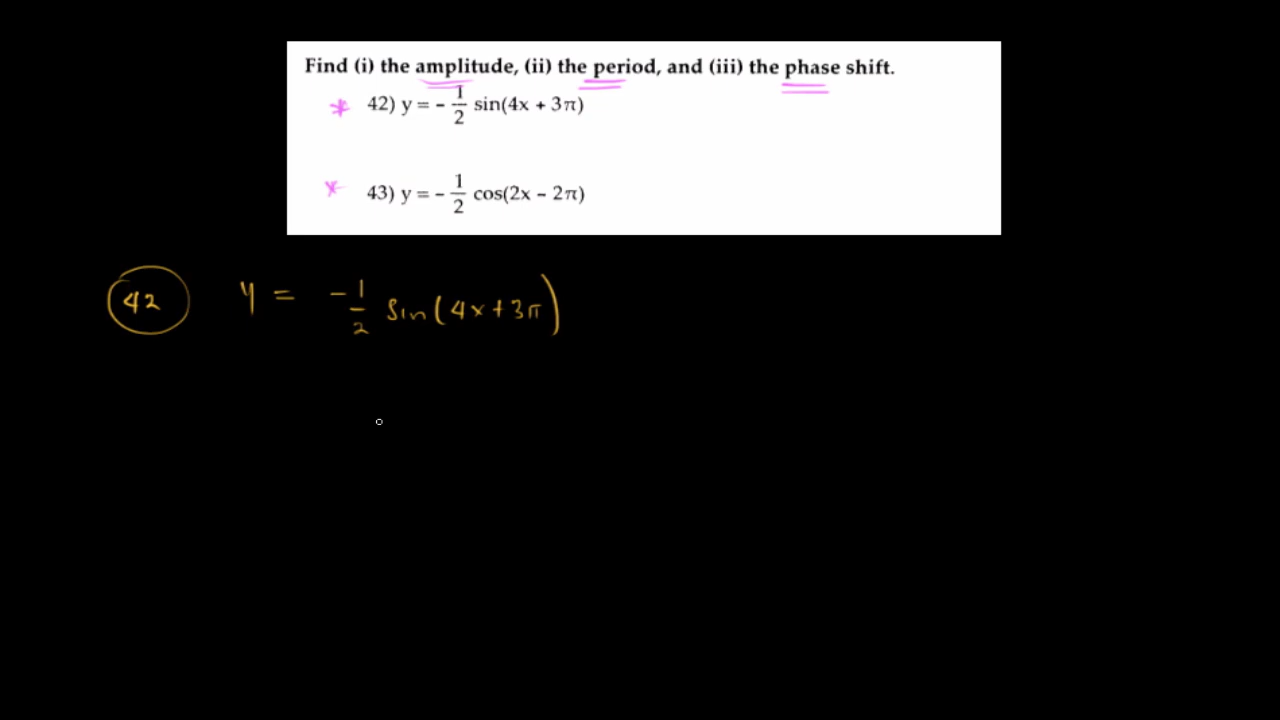 Find (i) the amplitude, (ii) the period, and (iii) the phase shift.
42) y = - 1/2 sin(4x + 3π)
43) y = - 1/2 cos(2x - 2π)
42 y = -1/2 sin(4x+3π)